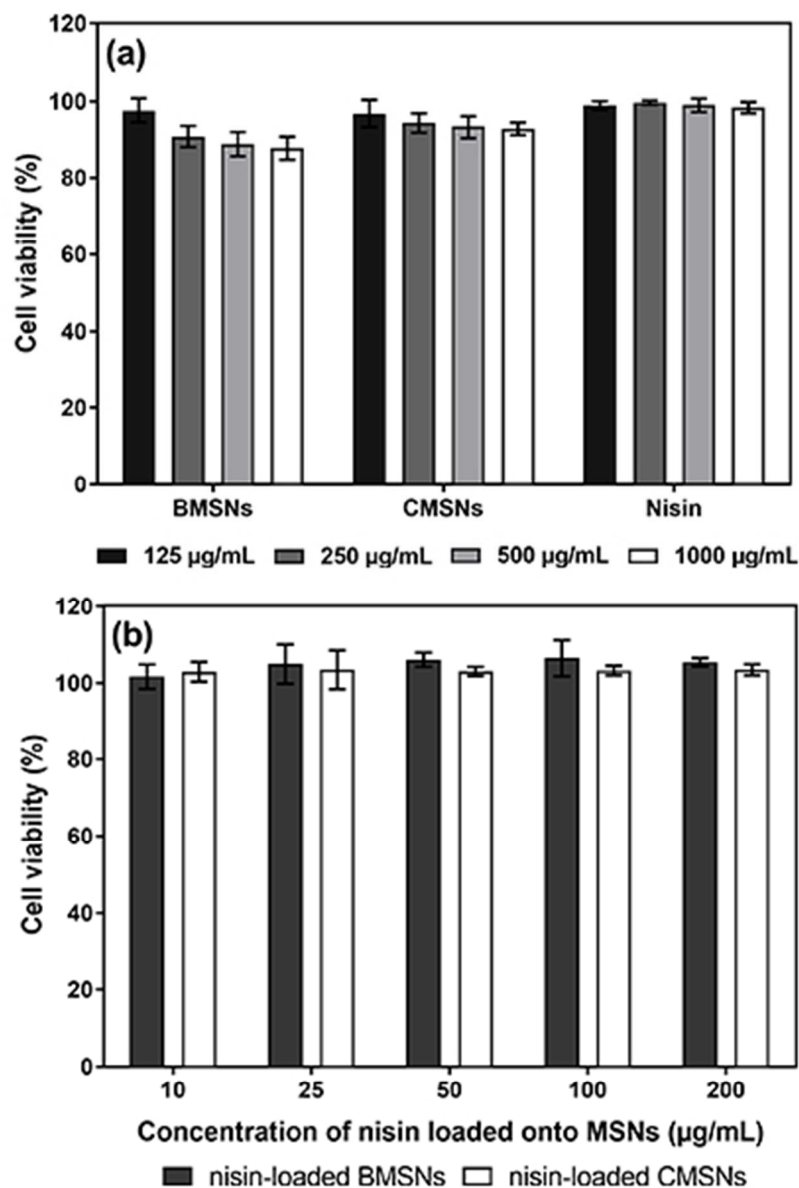 120
(a)
100
80
60
40
20
0
Cell viability (%)
BMSNs CMSNs Nisin
125 µg/mL 250 µg/mL 500 µg/mL 1000 µg/mL
120
(b)
100
80
60
40
20
0
Cell viability (%)
10 25 50 100 200
Concentration of nisin loaded onto MSNs (µg/mL)
nisin-loaded BMSNs nisin-loaded CMSNs